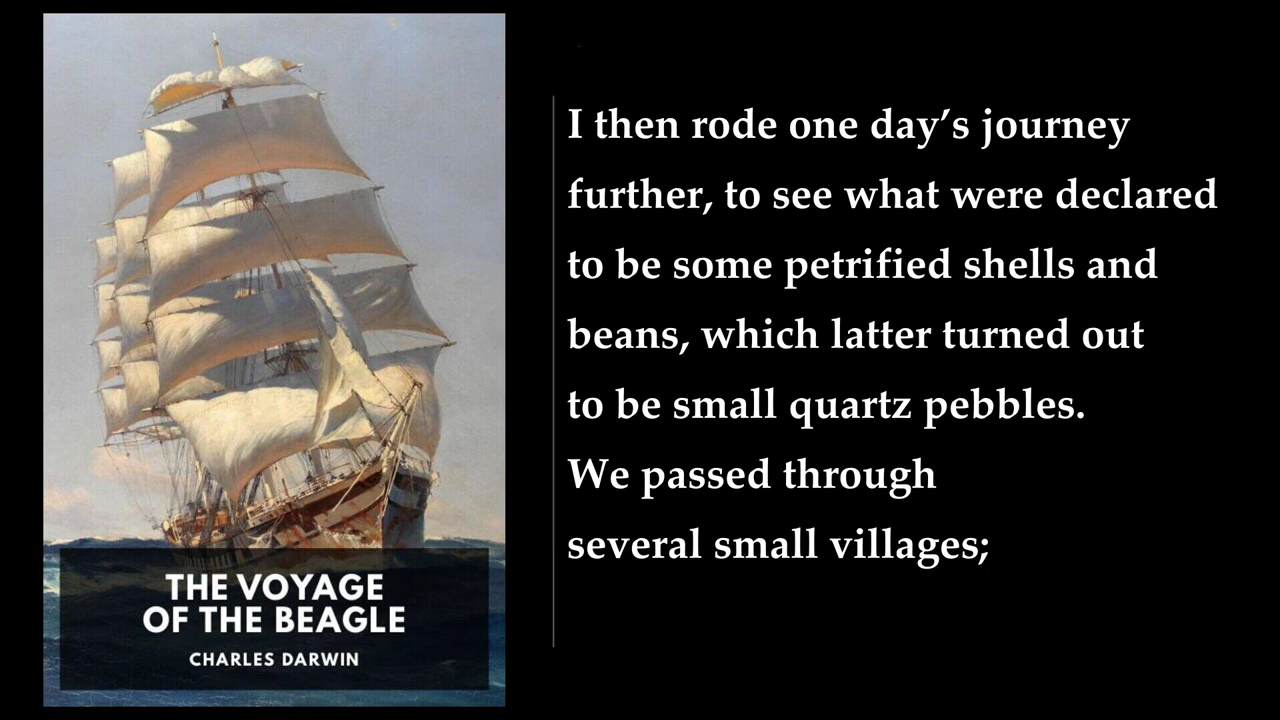 THE VOYAGE
OF THE BEAGLE
CHARLES DARWIN
I then rode one day’s journey
further, to see what were declared
to be some petrified shells and
beans, which latter turned out
to be small quartz pebbles.
We passed through
several small villages;